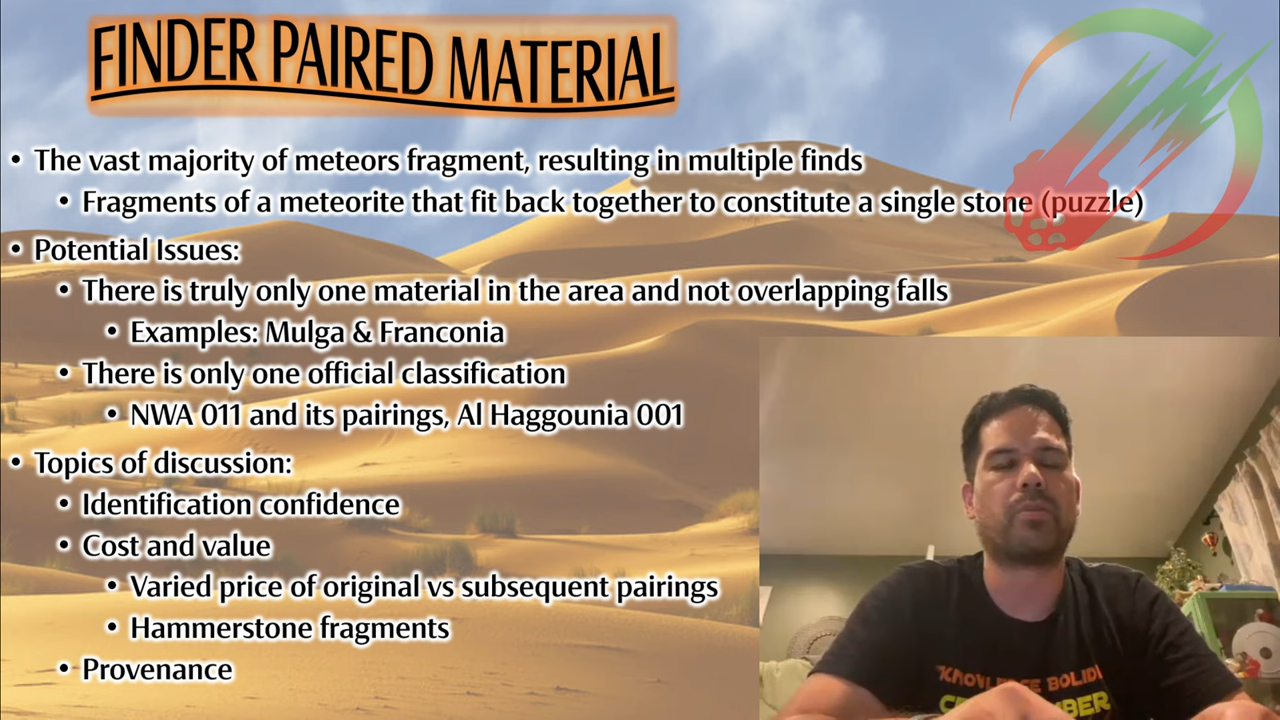 FINDER PAIRED MATERIAL
• The vast majority of meteors fragment, resulting in multiple finds
• Fragments of a meteorite that fit back together to constitute a single stone (puzzle)
• Potential Issues:
• There is truly only one material in the area and not overlapping falls
• Examples: Mulga & Franconia
• There is only one official classification
• NWA 011 and its pairings, Al Haggounia 001
• Topics of discussion:
• Identification confidence
• Cost and value
• Varied price of original vs subsequent pairings
• Hammerstone fragments
• Provenance
"KNOWLEDGE BOLID